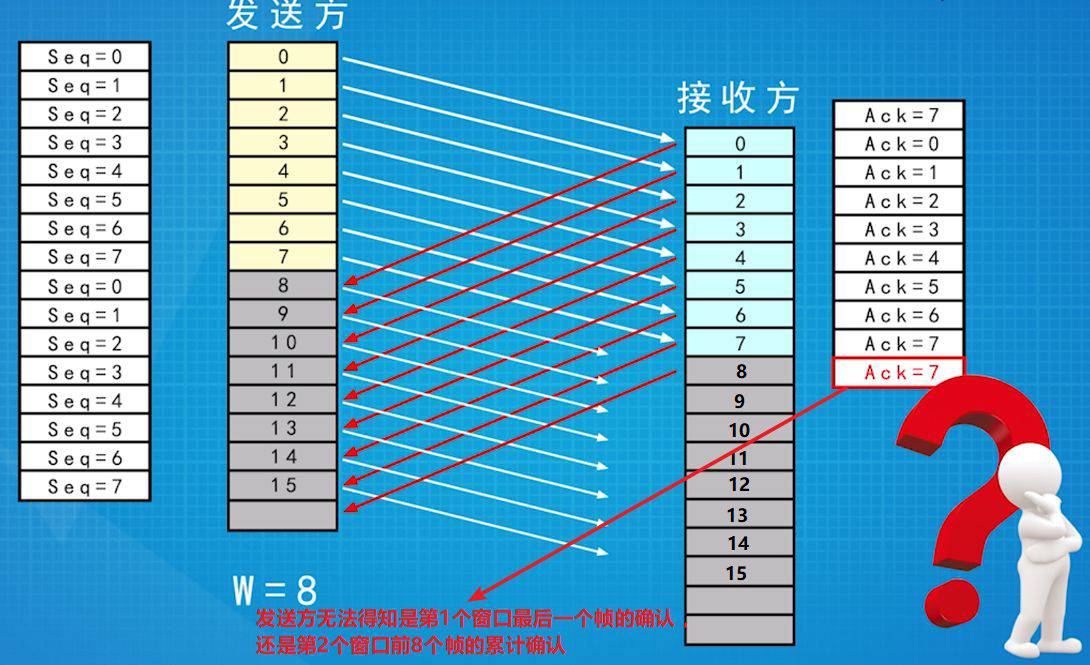 发送方
Seq=0
Seq=1
Seq=2
Seq=3
Seq=4
Seq=5
Seq=6
Seq=7
Seq=0
Seq=1
Seq=2
Seq=3
Seq=4
Seq=5
Seq=6
Seq=7
0
1
2
3
4
5
6
7
8
9
10
11
12
13
14
15
接收方
0
1
2
3
4
5
6
7
8
9
10
11
12
13
14
15
Ack=7
Ack=0
Ack=1
Ack=2
Ack=3
Ack=4
Ack=5
Ack=6
Ack=7
Ack=7
W=8
发送方无法得知是第1个窗口最后一个帧的确认，
还是第2个窗口前8个帧的累计确认